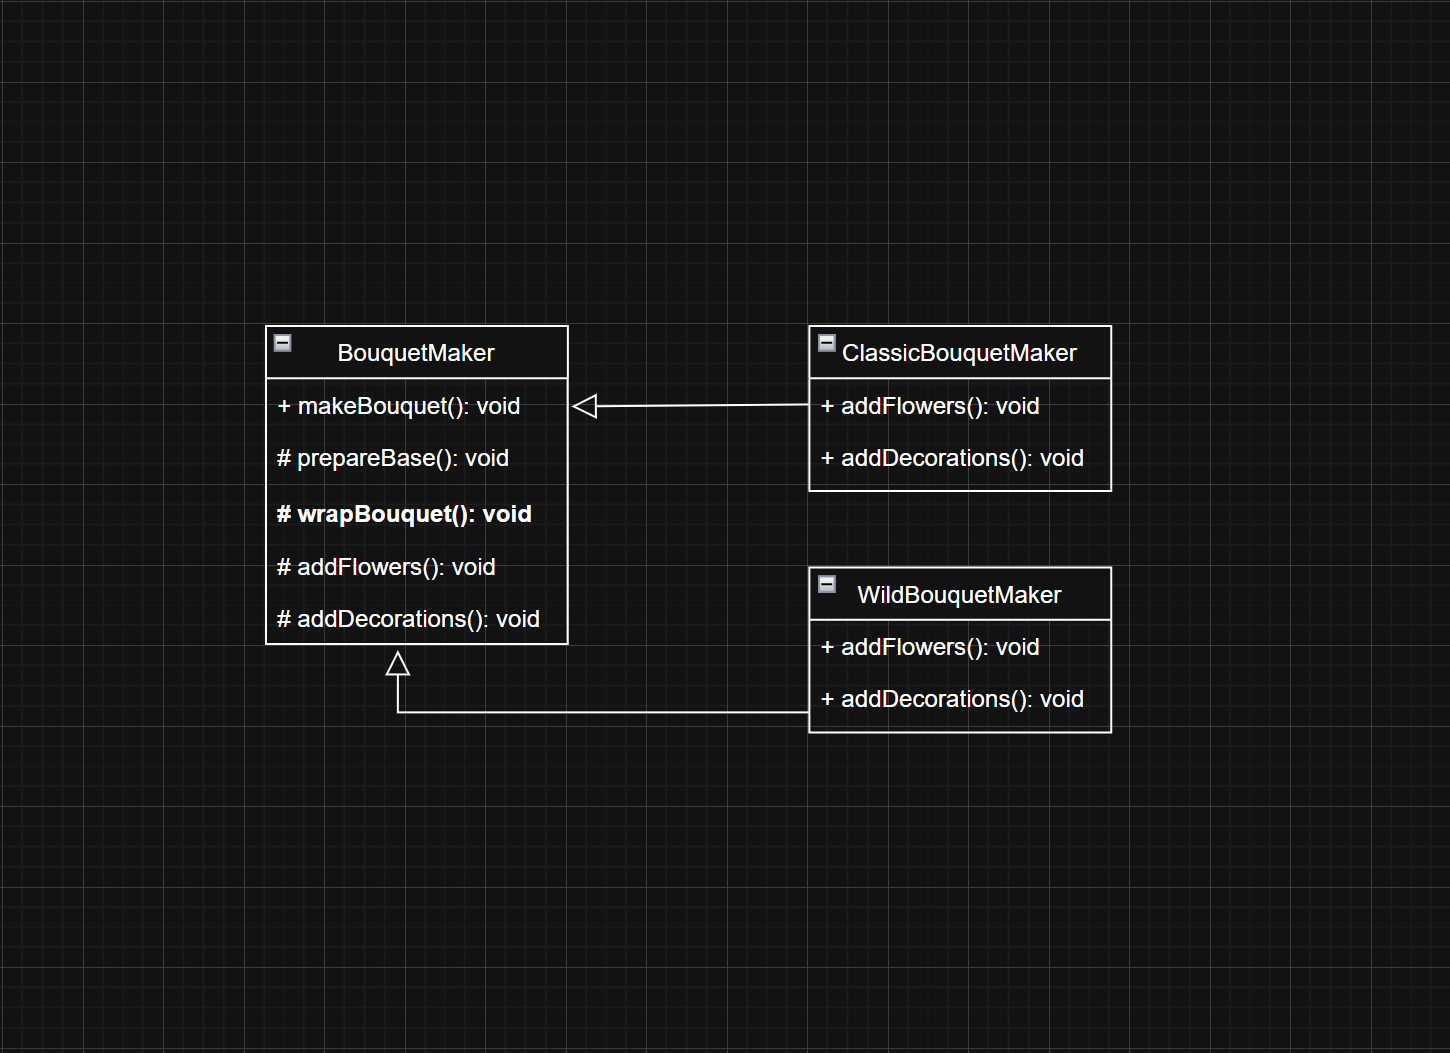 BouquetMaker
+ makeBouquet(): void
# prepareBase(): void
# wrapBouquet(): void
# addFlowers(): void
# addDecorations(): void
ClassicBouquetMaker
+ addFlowers(): void
+ addDecorations(): void
WildBouquetMaker
+ addFlowers(): void
+ addDecorations(): void